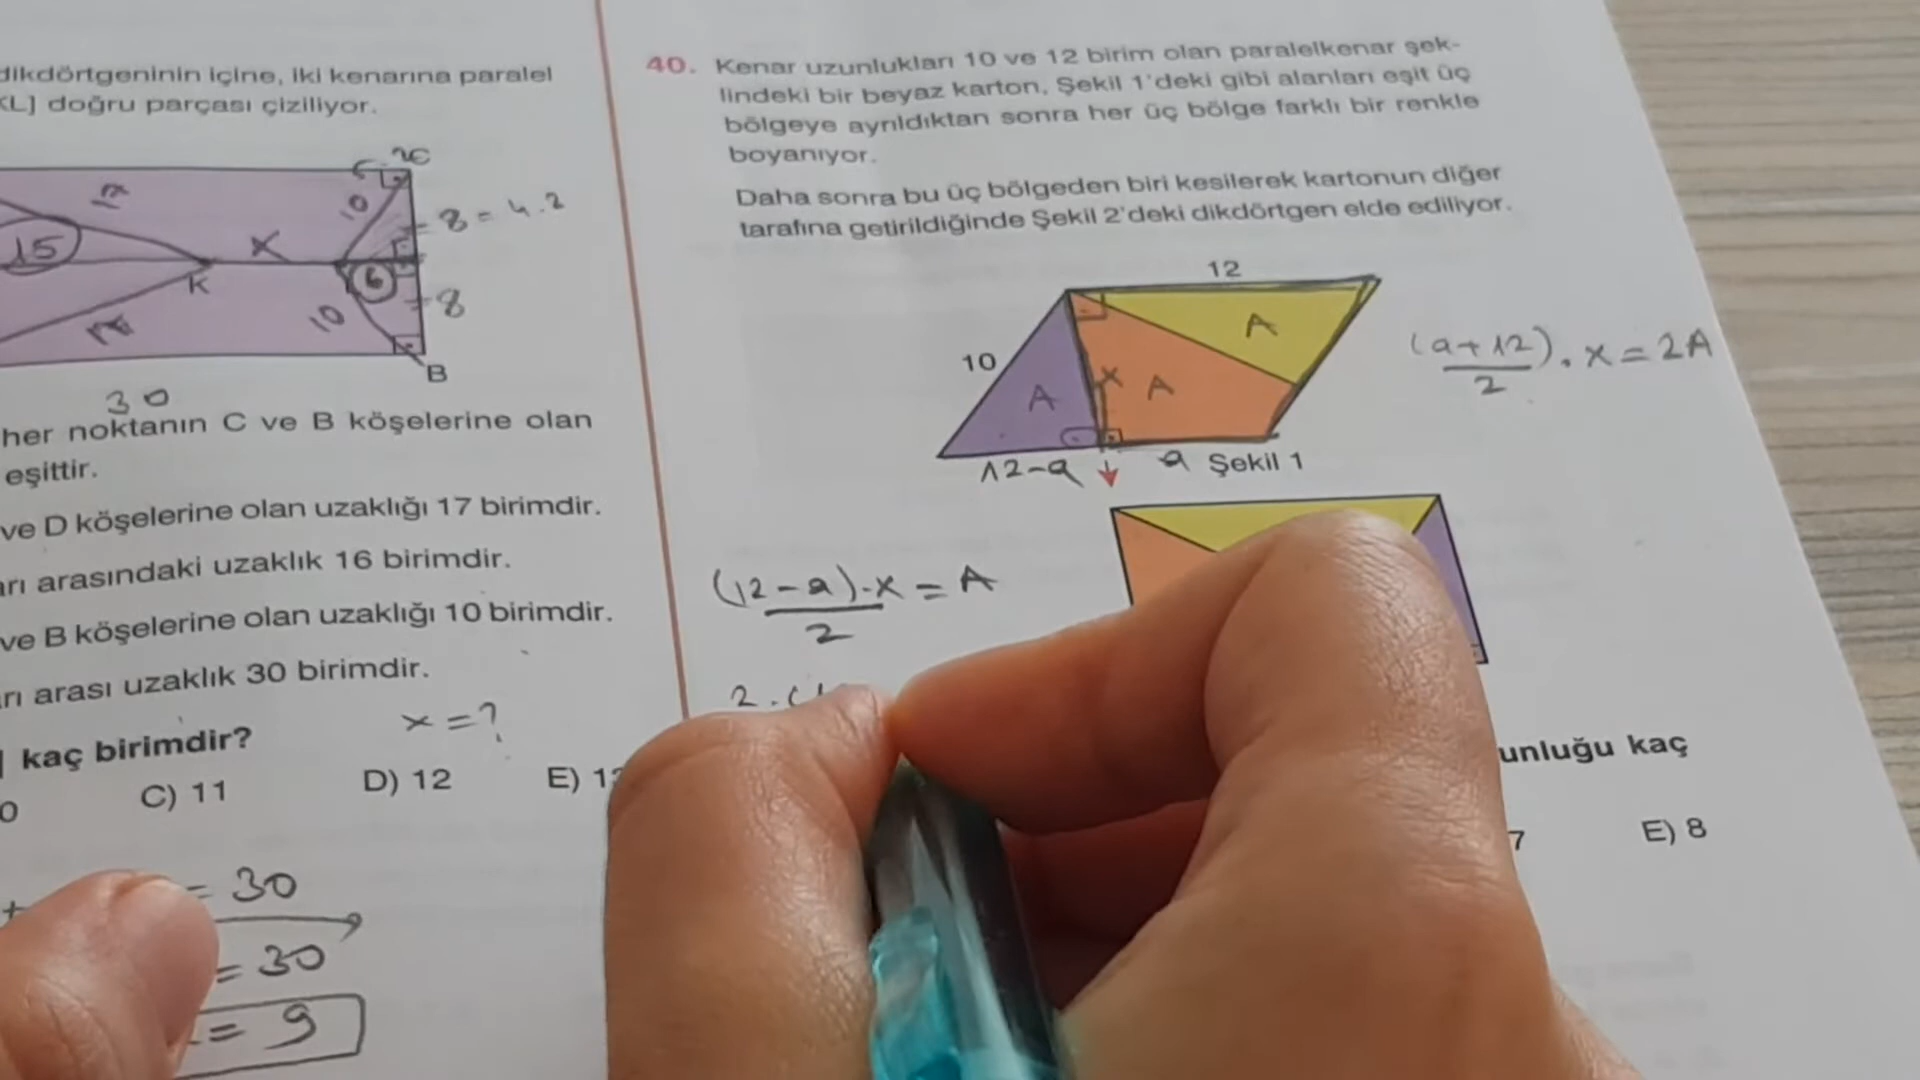 dikdörtgeninin içine, iki kenarına paralel
KL] doğru parçası çiziliyor.
C
10
8 = 4.2
15
X
K
6
8
10
B
30
her noktanın C ve B köşelerine olan
eşittir.
ve D köşelerine olan uzaklığı 17 birimdir.
arı arasındaki uzaklık 16 birimdir.
ve B köşelerine olan uzaklığı 10 birimdir.
arı arası uzaklık 30 birimdir.
x = ?
kaç birimdir?
0 C) 11 D) 12 E)
+ = 30
= 30
= 9
40. Kenar uzunlukları 10 ve 12 birim olan paralelkenar şek-
lindeki bir beyaz karton, Şekil 1'deki gibi alanları eşit üç
bölgeye ayrıldıktan sonra her üç bölge farklı bir renkle
boyanıyor.
Daha sonra bu üç bölgeden biri kesilerek kartonun diğer
tarafına getirildiğinde Şekil 2'deki dikdörtgen elde ediliyor.
12
10
A
X
A
A
(a+12)/2 . x = 2A
12-a
a
Şekil 1
(12-a).x/2 = A
2.(
unluğu kaç
7 E) 8